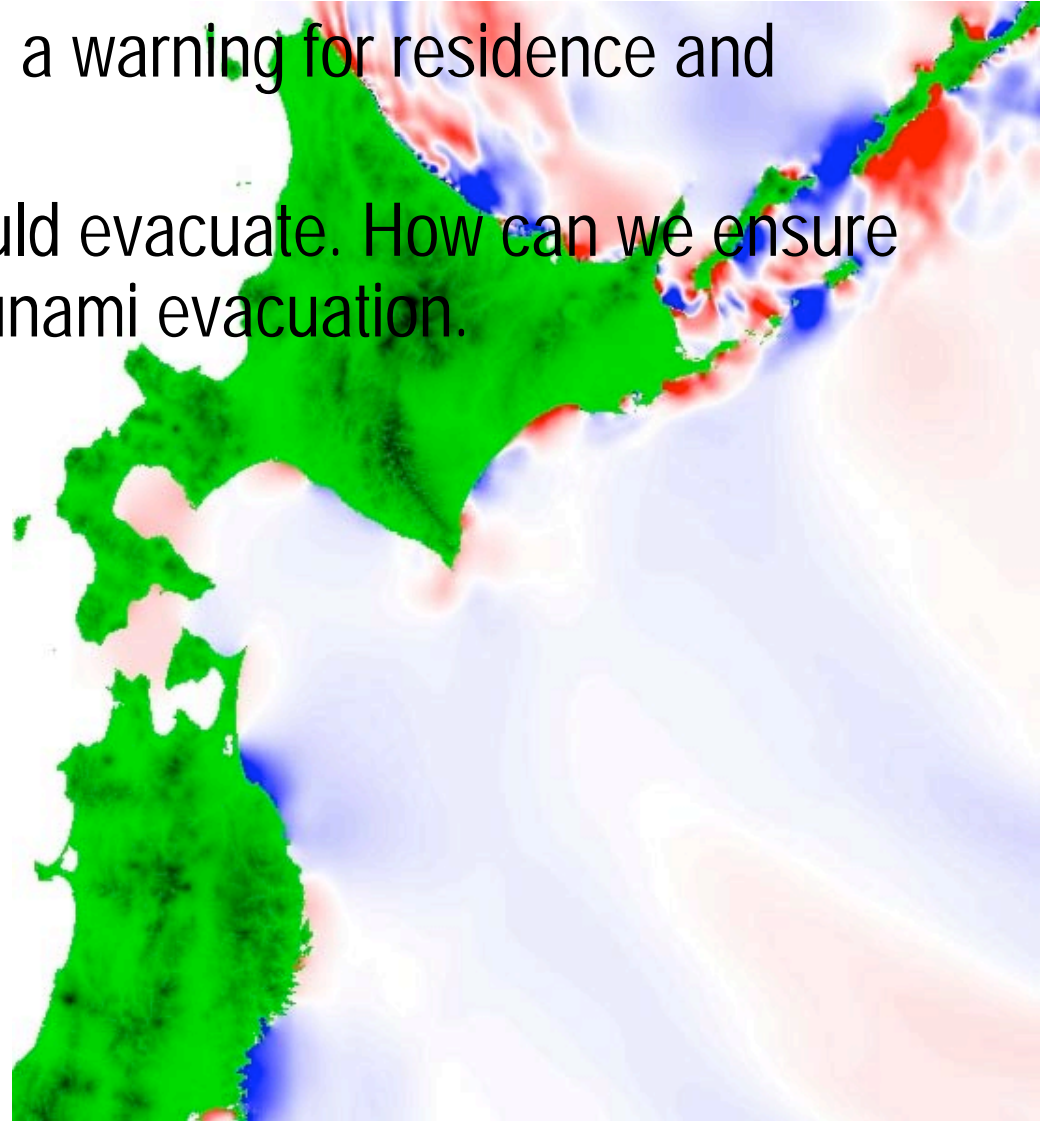 a warning for residence and
uld evacuate. How can we ensure
unami evacuation.